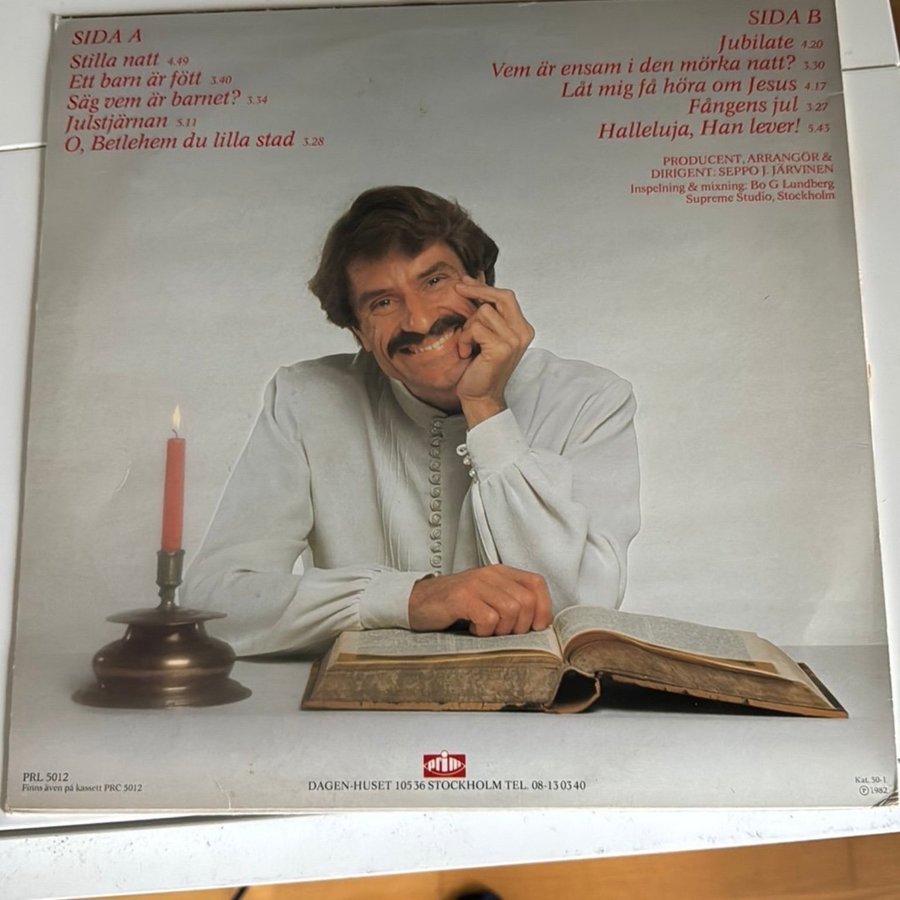 SIDA A
Stilla natt 4.49
Ett barn är fött 3.40
Säg vem är barnet? 3.34
Julstjärnan 5.11
O, Betlehem du lilla stad 3.28
SIDA B
Jubilate 4.20
Vem är ensam i den mörka natt? 3.30
Låt mig få höra om Jesus 4.17
Fångens jul 3.27
Halleluja, Han lever! 5.43
PRODUCENT, ARRANGÖR &
DIRIGENT: SEPPO J. JÄRVINEN
Inspelning & mixning: Bo G Lundberg
Supreme Studio, Stockholm
prim
PRL 5012
Finns även på kassett PRC 5012
DAGEN-HUSET 105 36 STOCKHOLM TEL. 08-13 03 40
Kat. 50-1
Ⓟ 1982